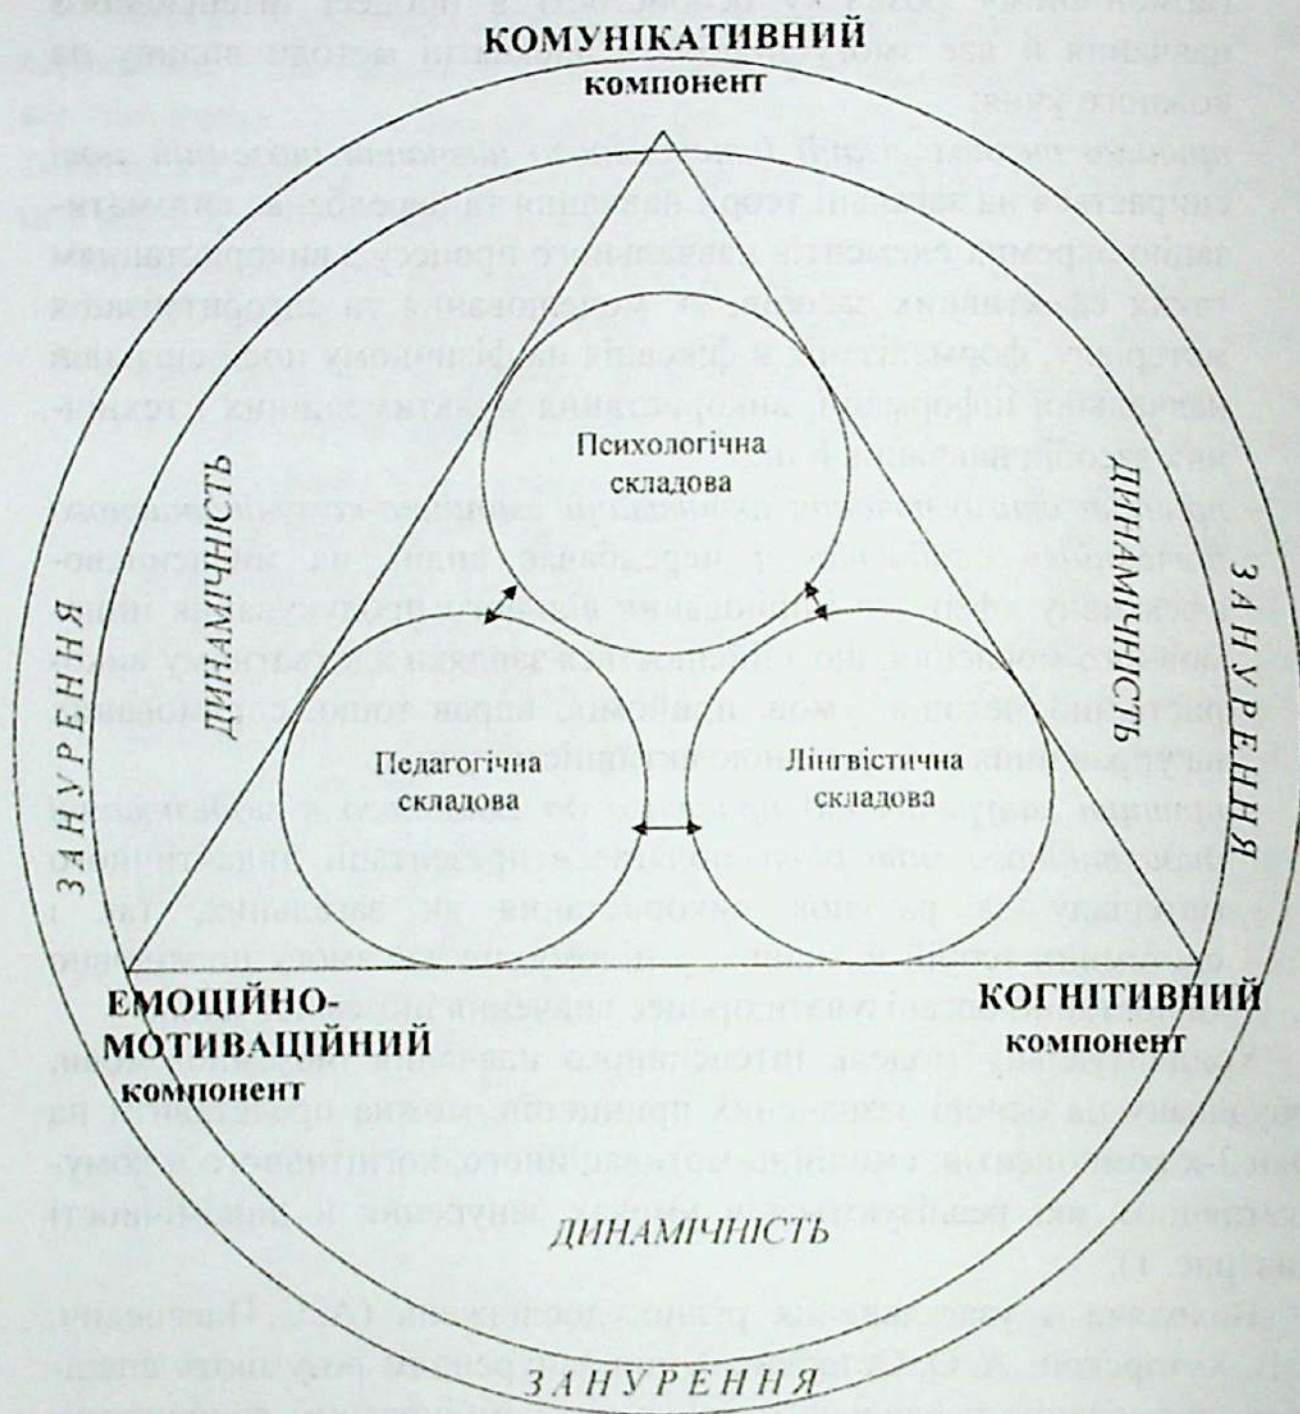 КОМУНІКАТИВНИЙ
компонент
ДИНАМІЧНІСТЬ
ДИНАМІЧНІСТЬ
ЗАНУРЕННЯ
ЗАНУРЕННЯ
Психологічна
складова
Педагогічна
складова
Лінгвістична
складова
ЕМОЦІЙНО-
МОТИВАЦІЙНИЙ
компонент
КОГНІТИВНИЙ
компонент
ДИНАМІЧНІСТЬ
ЗАНУРЕННЯ